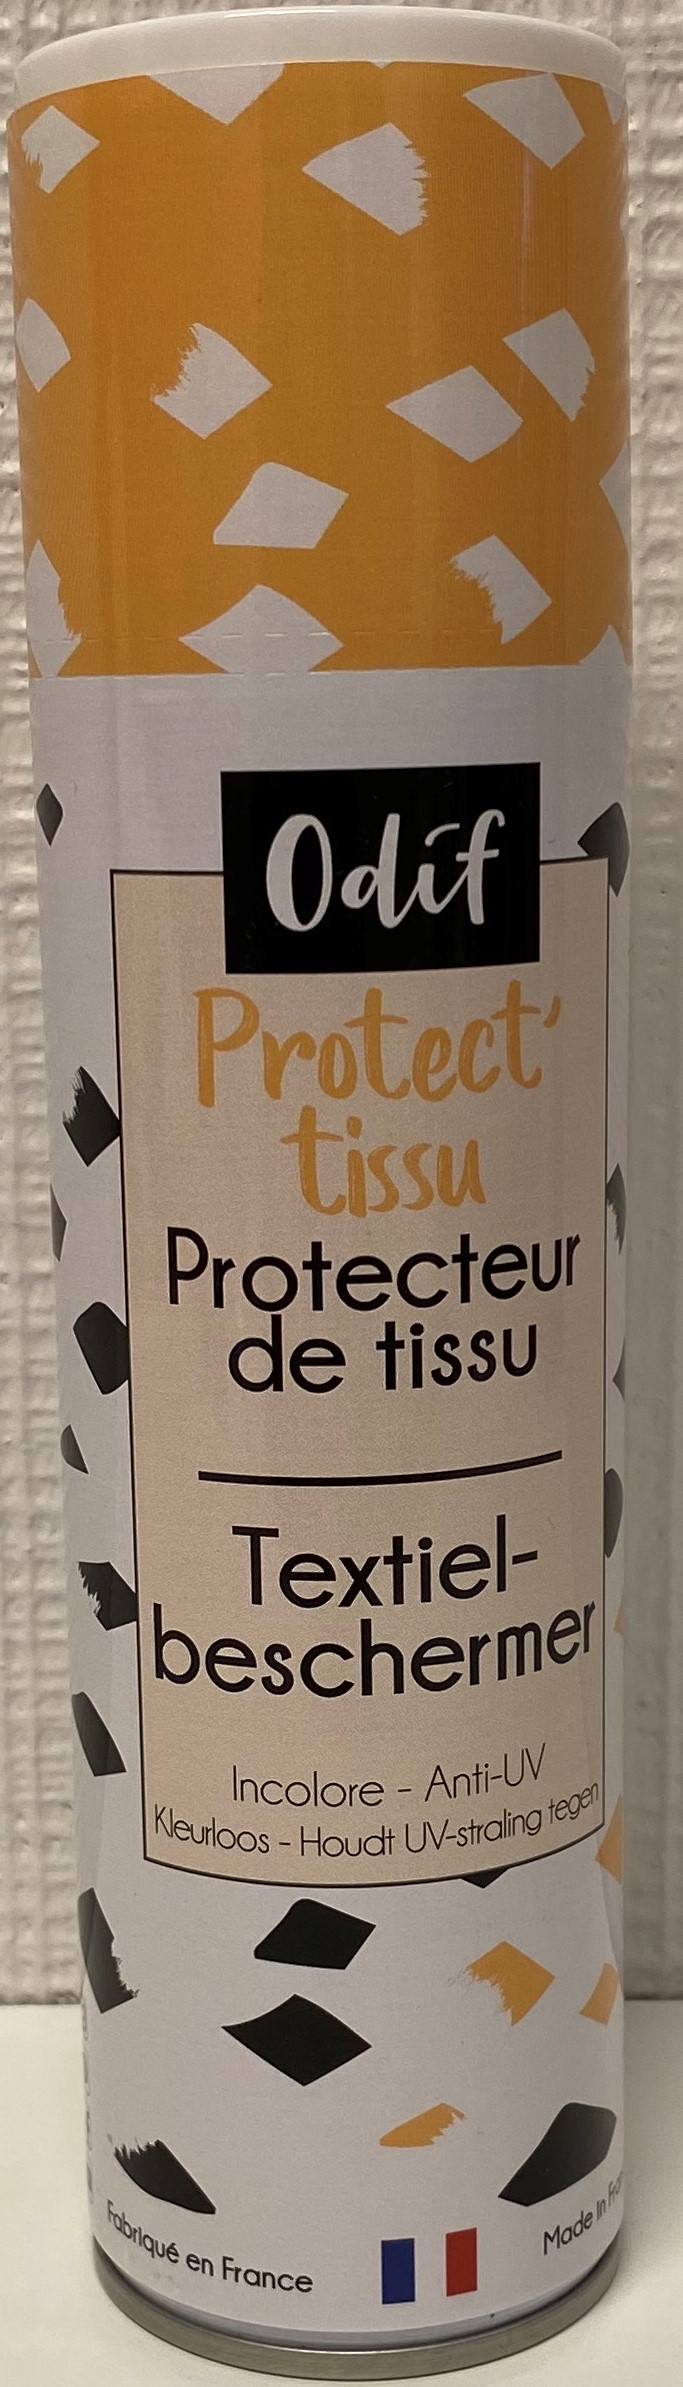 Odif
Protect'
tissu
Protecteur
de tissu
Textiel-
beschermer
Incolore - Anti-UV
Kleurloos - Houdt UV-straling tegen
Fabriqué en France
Made in